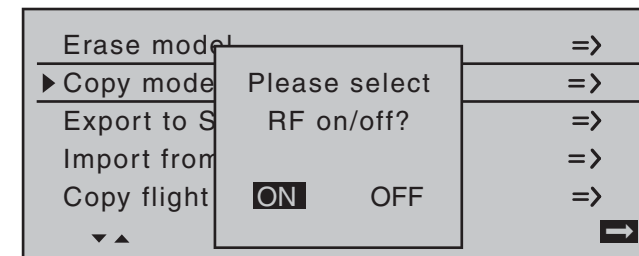 Erase model =>
Copy mode =>
Export to S =>
Import from =>
Copy flight =>
Please select
RF on/off?
ON OFF